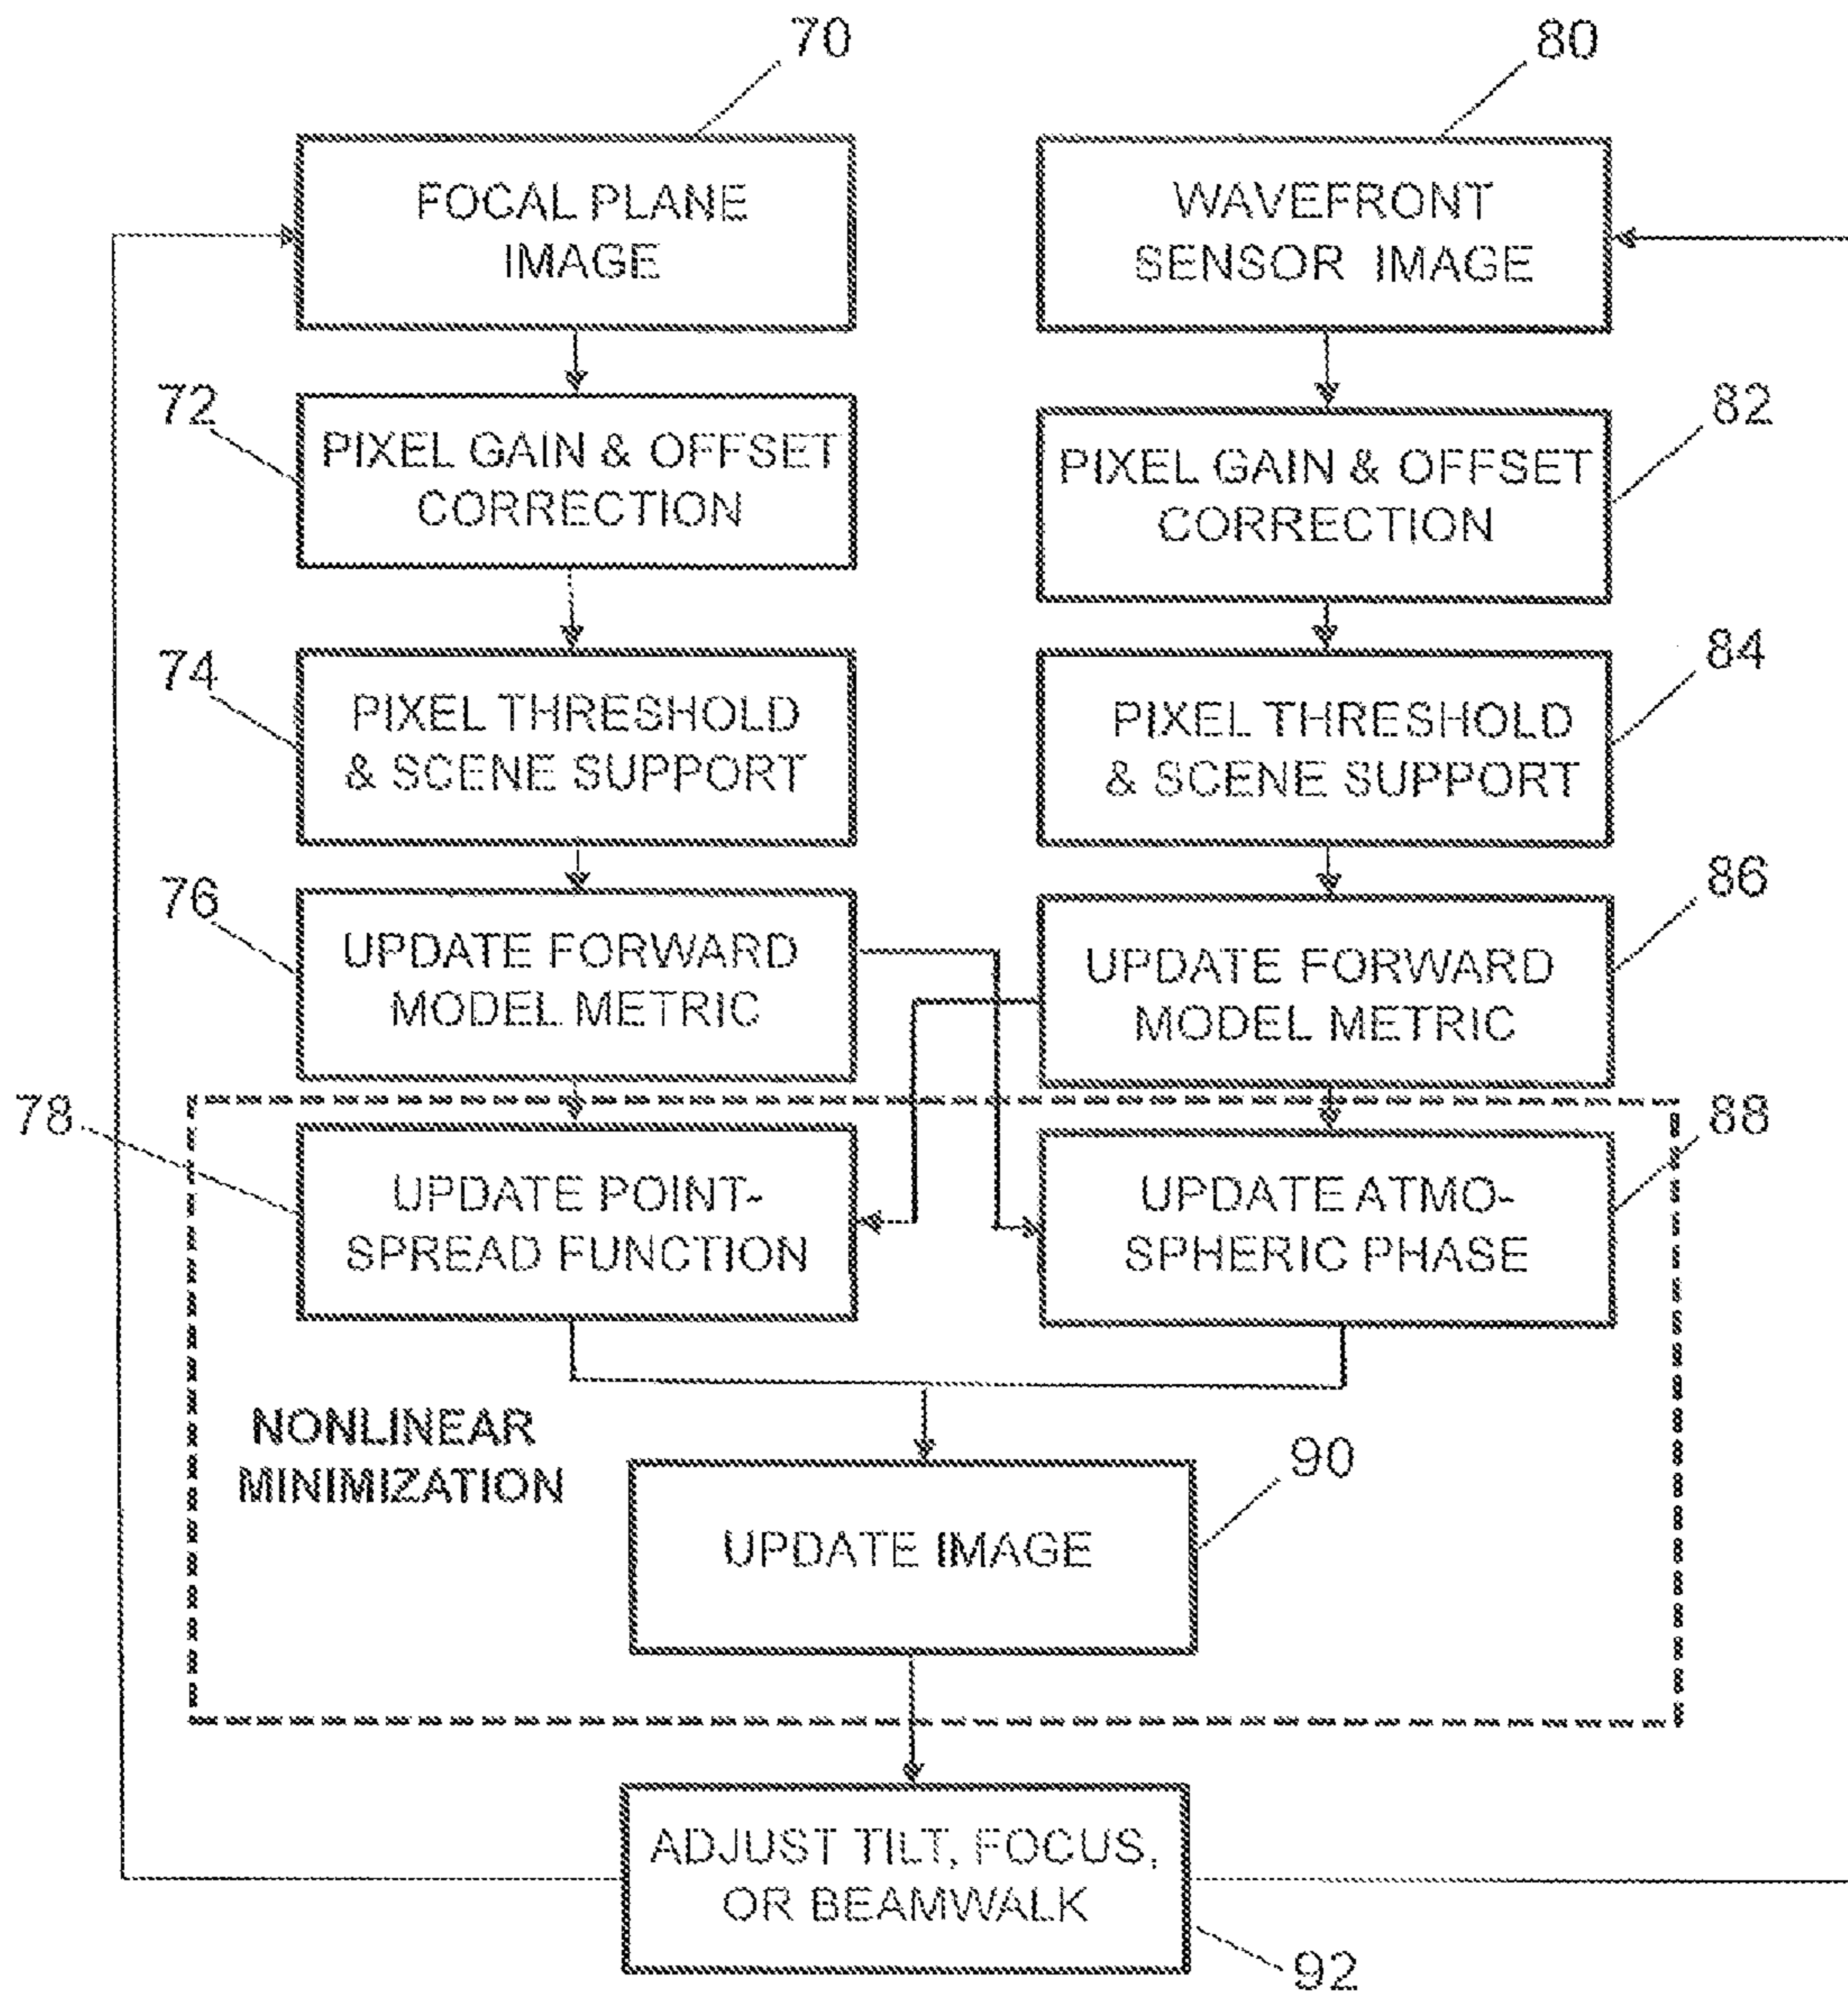 70
80
FOCAL PLANE
IMAGE
WAVEFRONT
SENSOR IMAGE
72
PIXEL GAIN & OFFSET
CORRECTION
82
PIXEL GAIN & OFFSET
CORRECTION
74
PIXEL THRESHOLD
& SCENE SUPPORT
84
PIXEL THRESHOLD
& SCENE SUPPORT
76
UPDATE FORWARD
MODEL METRIC
86
UPDATE FORWARD
MODEL METRIC
78
UPDATE POINT-
SPREAD FUNCTION
88
UPDATE ATMO-
SPHERIC PHASE
NONLINEAR
MINIMIZATION
90
UPDATE IMAGE
ADJUST TILT, FOCUS,
OR BEAMWALK
92